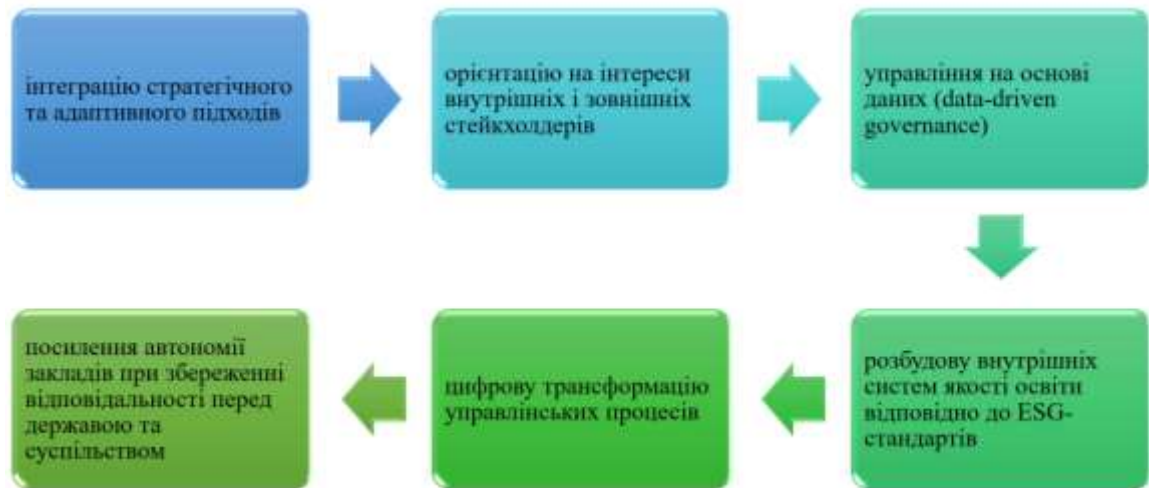 інтеграцію стратегічного
та адаптивного підходів
орієнтацію на інтереси
внутрішніх і зовнішніх
стейкхолдерів
управління на основі
даних (data-driven
governance)
розбудову внутрішніх
систем якості освіти
відповідно до ESG-
стандартів
цифрову трансформацію
управлінських процесів
посилення автономії
закладів при збереженні
відповідальності перед
державою та
суспільством